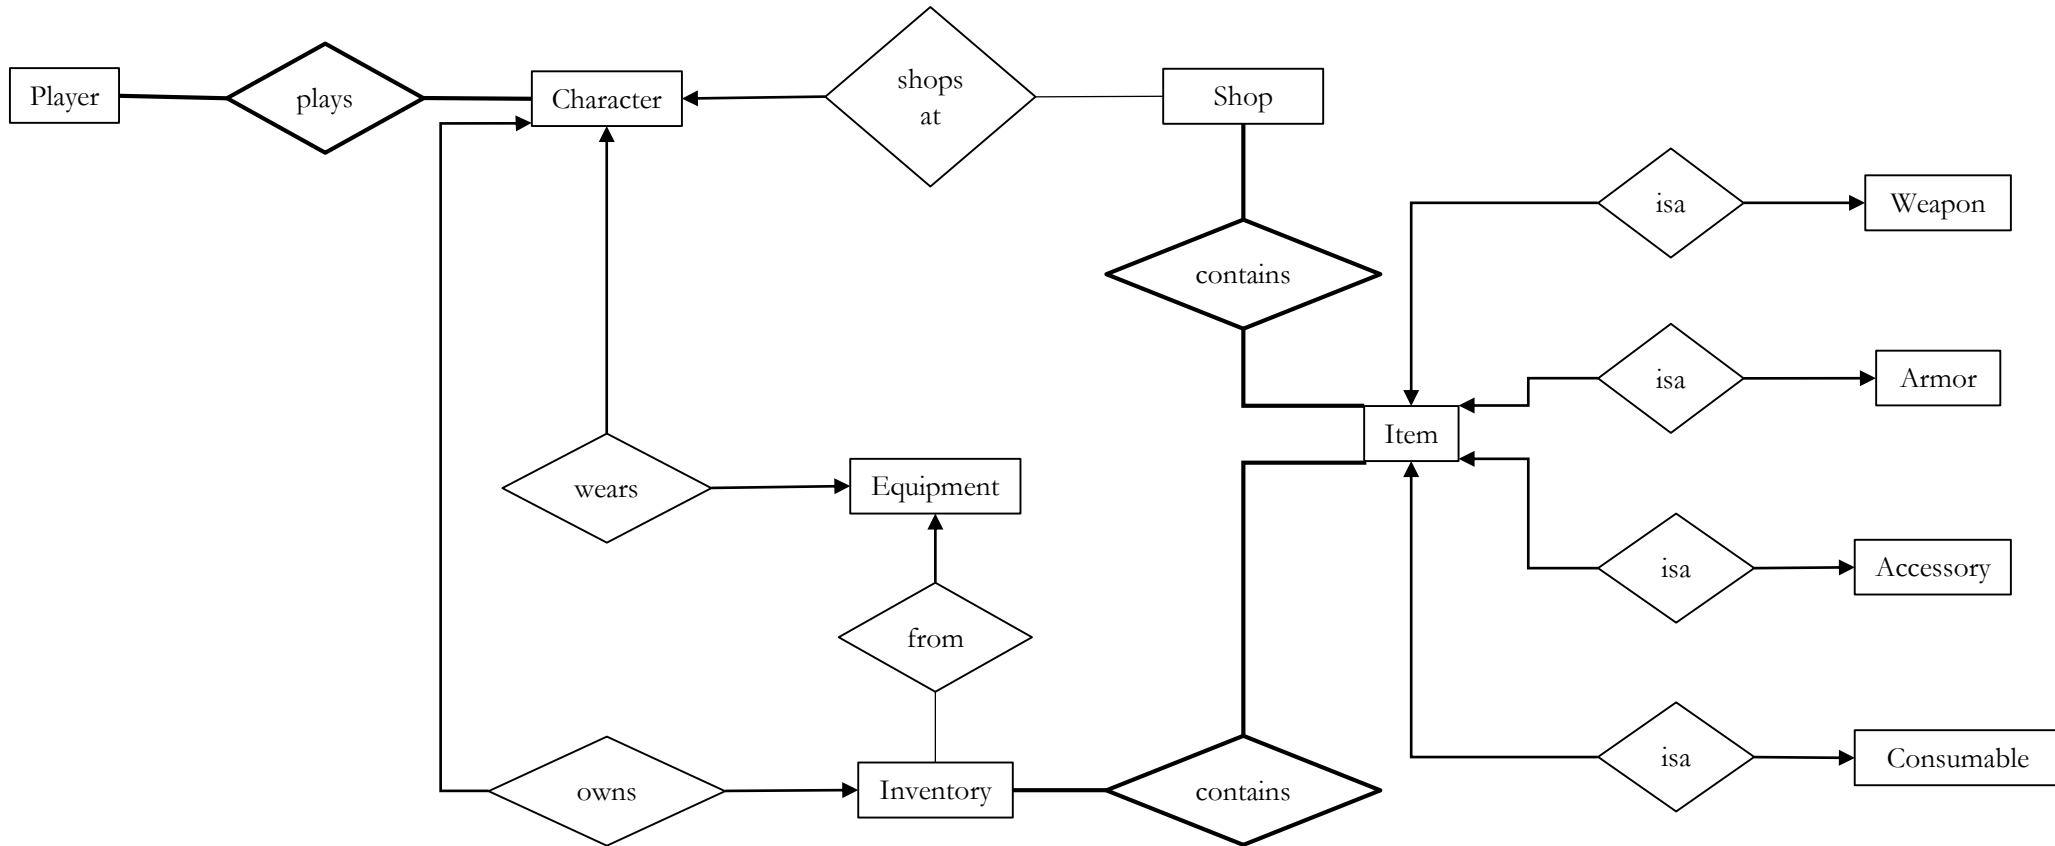 Player
plays
Character
shops
at
Shop
isa
Weapon
contains
isa
Armor
Item
wears
Equipment
isa
Accessory
from
isa
Consumable
owns
Inventory
contains